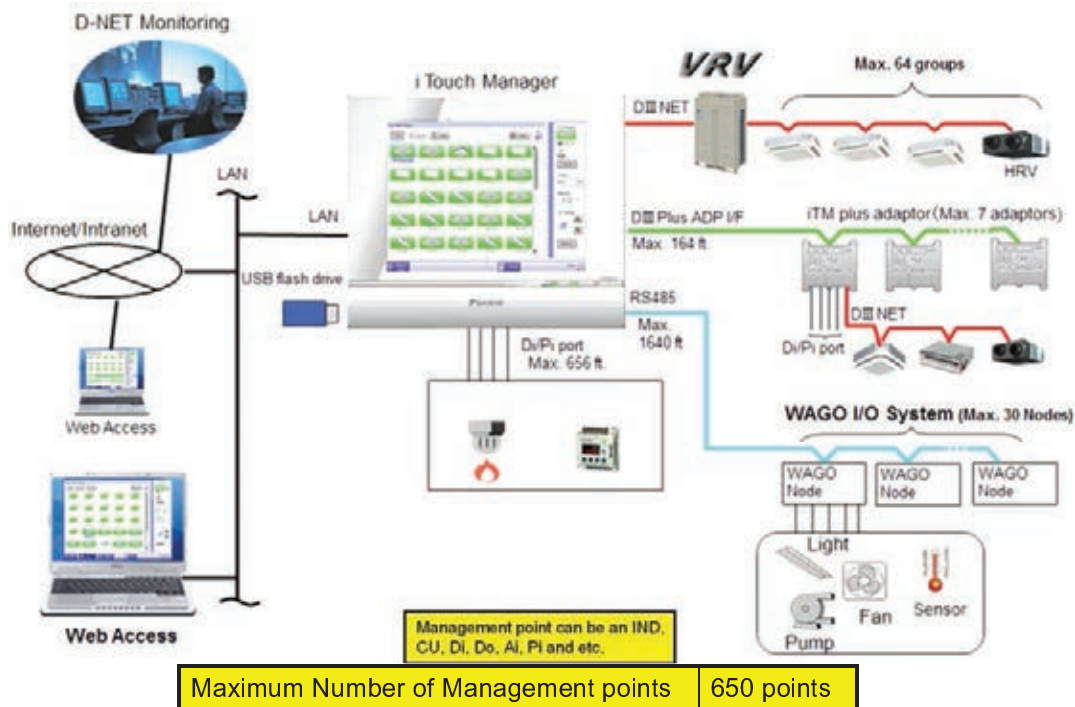 D-NET Monitoring
i Touch Manager
VRV
Max. 64 groups
DⅢ NET
HRV
LAN
LAN
Internet/Intranet
DⅢ Plus ADP I/F
Max. 164 ft
iTM plus adaptor (Max. 7 adaptors)
USB flash drive
RS485
Max.
1640 ft
DⅢ NET
Di/Pi port
Di/Pi port
Max. 656 ft.
Web Access
WAGO I/O System (Max. 30 Nodes)
WAGO
Node
WAGO
Node
WAGO
Node
Light
Fan
Sensor
Pump
Web Access
Management point can be an IND,
CU, Di, Do, Ai, Pi and etc.
Maximum Number of Management points 650 points